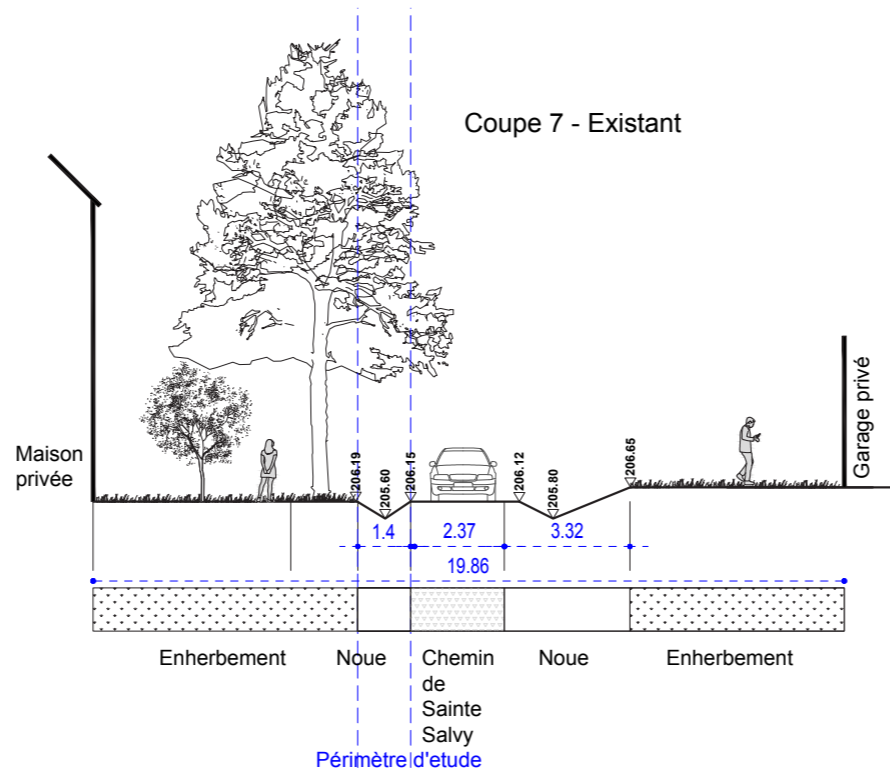 Coupe 7 - Existant
Maison
privée
Garage privé
206.19
205.60
206.15
206.12
205.80
206.65
1.4
2.37
3.32
19.86
Enherbement
Noue
Chemin
de
Sainte
Salvy
Noue
Enherbement
Périmètre d'etude